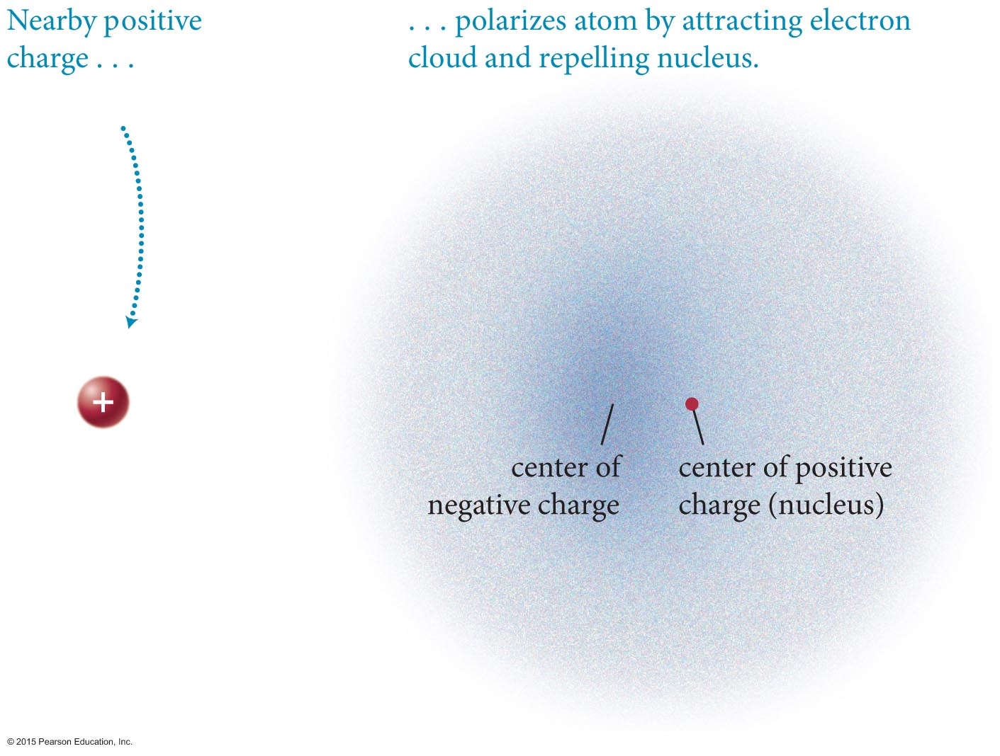 Nearby positive
charge . . .
. . . polarizes atom by attracting electron
cloud and repelling nucleus.
+
center of
negative charge
center of positive
charge (nucleus)
© 2015 Pearson Education, Inc.